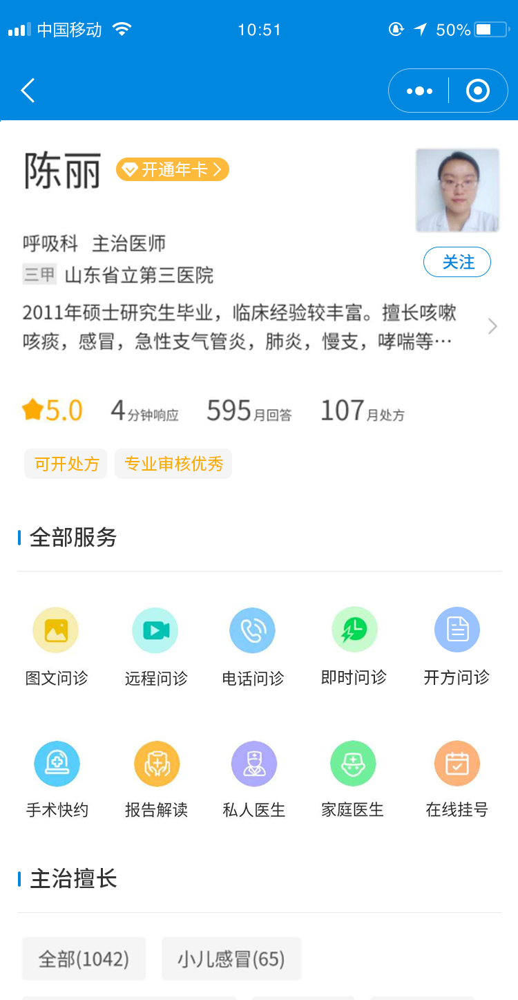 中国移动
10:51
50%
陈丽
开通年卡
呼吸科 主治医师
关注
三甲 山东省立第三医院
2011年硕士研究生毕业，临床经验较丰富。擅长咳嗽
咳痰，感冒，急性支气管炎，肺炎，慢支，哮喘等…
5.0 4分钟响应 595月回答 107月处方
可开处方 专业审核优秀
全部服务
图文问诊 远程问诊 电话问诊 即时问诊 开方问诊
手术快约 报告解读 私人医生 家庭医生 在线挂号
主治擅长
全部(1042) 小儿感冒(65)